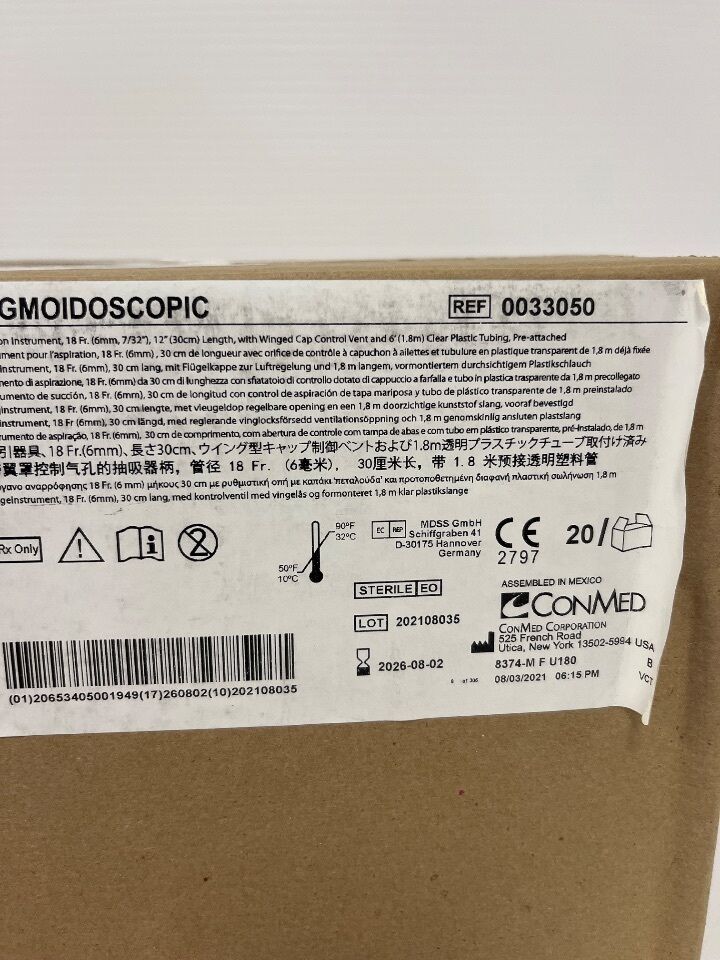 GMOIDOSCOPIC REF 0033050
on Instrument, 18 Fr. (6mm, 7/32"), 12" (30cm) Length, with Winged Cap Control Vent and 6' (1.8m) Clear Plastic Tubing, Pre-attached
ment pour l'aspiration, 18 Fr. (6mm) , 30 cm de longueur avec orifice de contrôle à capuchon à ailettes et tubulure en plastique transparent de 1,8 m déjà fixée
instrument, 18 Fr. (6mm), 30 cm lang, mit Flügelkappe zur Luftregelung und 1,8 m langem, vormontiertem durchsichtigem Plastikschlauch
mento di aspirazione, 18 Fr. (6mm) da 30 cm di lunghezza con sfiatatoio di controllo dotato di cappuccio a farfalla e tubo in plastica trasparente da 1,8 m precollegato
umento de succión, 18 Fr. (6mm), 30 cm de longitud con control de aspiración de tapa mariposa y tubo de plástico transparente de 1,8 m preinstalado
ginstrument, 18 Fr. (6mm), 30 cm lengte, met vleugeldop regelbare opening en een 1,8 m doorzichtige kunststof slang, vooraf bevestigd
instrument, 18 Fr (6mm) 30 cm längd, med reglerande vinglocksförsedd ventilationsöppning och 1,8 m genomskinlig ansluten plastslang
strumento de aspiração, 18 Fr. (6mm), 30 cm de comprimento, com abertura de controle com tampa de abas e com tubo em plástico transparente, pré-instalado, de 1,8 m
引器具、18 Fr.(6mm)、長さ30cm、ウイング型キャップ制御ベントおよび1.8m透明プラスチックチューブ取付け済み
翼罩控制气孔的抽吸器柄，管径 18 Fr. (6毫米)， 30厘米长，带 1.8 米预接透明塑料管
γανο αναρρόφησης 18 Fr. (6 mm) μήκους 30 cm με ρυθμιστική οπή με καπάκι 'πεταλούδα' και προτοποθετημένη διαφανή πλαστική σωλήνωση 1,8 m
geinstrument, 18 Fr. (6mm), 30 cm lang, med kontrolventil med vingelås og formonteret 1,8 m klar plastikslange
Rx Only
90°F
32°C
50°F
10°C
EC REP
MDSS GmbH
Schiffgraben 41
D-30175 Hannover
Germany
CE
2797
20/
STERILE EO
LOT 202108035
2026-08-02
ASSEMBLED IN MEXICO
CONMED
CONMED CORPORATION
525 French Road
Utica, New York 13502-5994 USA
8374-M F U180 B
08/03/2021 06:15 PM VCT
(01)20653405001949(17)260802(10)202108035